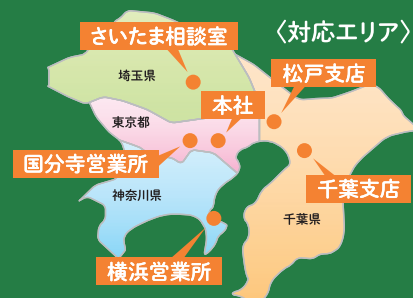 〈対応エリア〉
さいたま相談室
松戸支店
埼玉県
本社
東京都
国分寺営業所
千葉支店
神奈川県
千葉県
横浜営業所